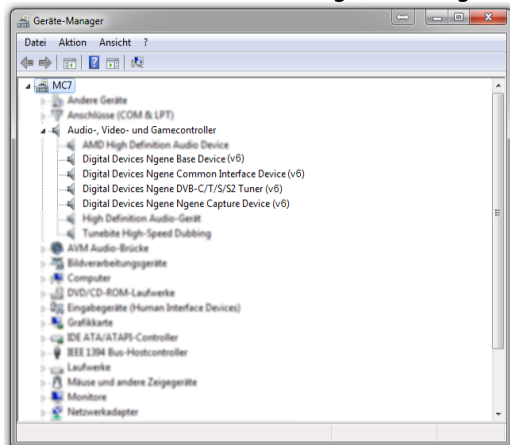 Geräte-Manager
Datei Aktion Ansicht ?
MC7
Andere Geräte
Anschlüsse (COM & LPT)
Audio-, Video- und Gamecontroller
AMD High Definition Audio Device
Digital Devices Ngene Base Device (v6)
Digital Devices Ngene Common Interface Device (v6)
Digital Devices Ngene DVB-C/T/S/S2 Tuner (v6)
Digital Devices Ngene Ngene Capture Device (v6)
High Definition Audio-Gerät
Tunebite High-Speed Dubbing
AVM Audio-Brücke
Bildverarbeitungsgeräte
Computer
DVD/CD-ROM-Laufwerke
Eingabegeräte (Human Interface Devices)
Grafikkarte
IDE ATA/ATAPI-Controller
IEEE 1394 Bus-Hostcontroller
Laufwerke
Mäuse und andere Zeigegeräte
Monitore
Netzwerkadapter